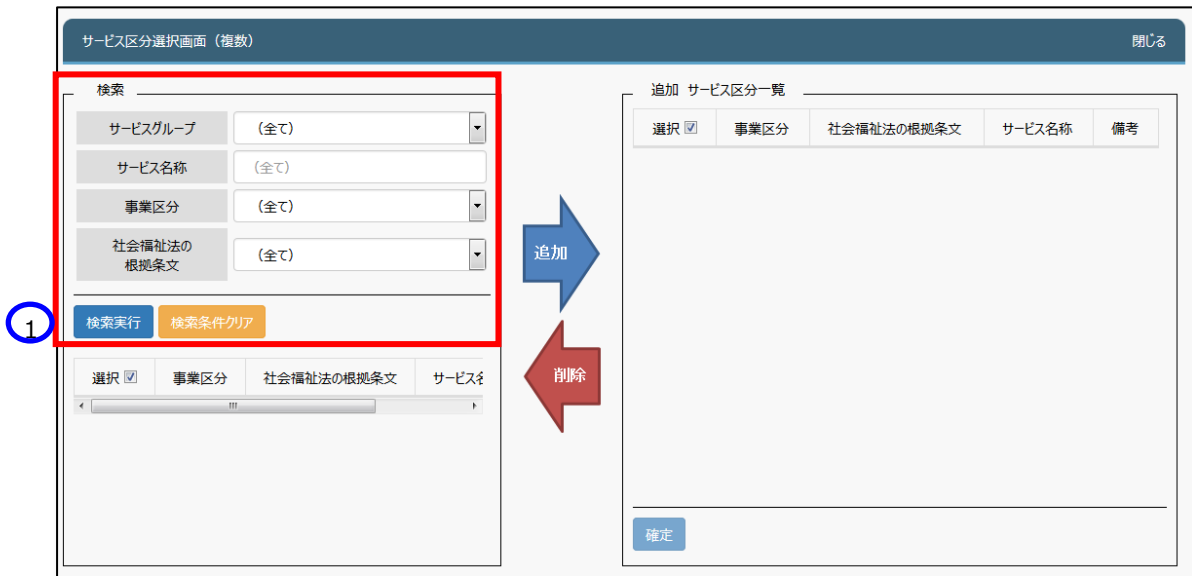 サービス区分選択画面（複数）
閉じる
検索
サービスグループ
（全て）
サービス名称
（全て）
事業区分
（全て）
社会福祉法の
根拠条文
（全て）
1
検索実行
検索条件クリア
選択
事業区分
社会福祉法の根拠条文
サービス名
追加
削除
追加 サービス区分一覧
選択
事業区分
社会福祉法の根拠条文
サービス名称
備考
確定